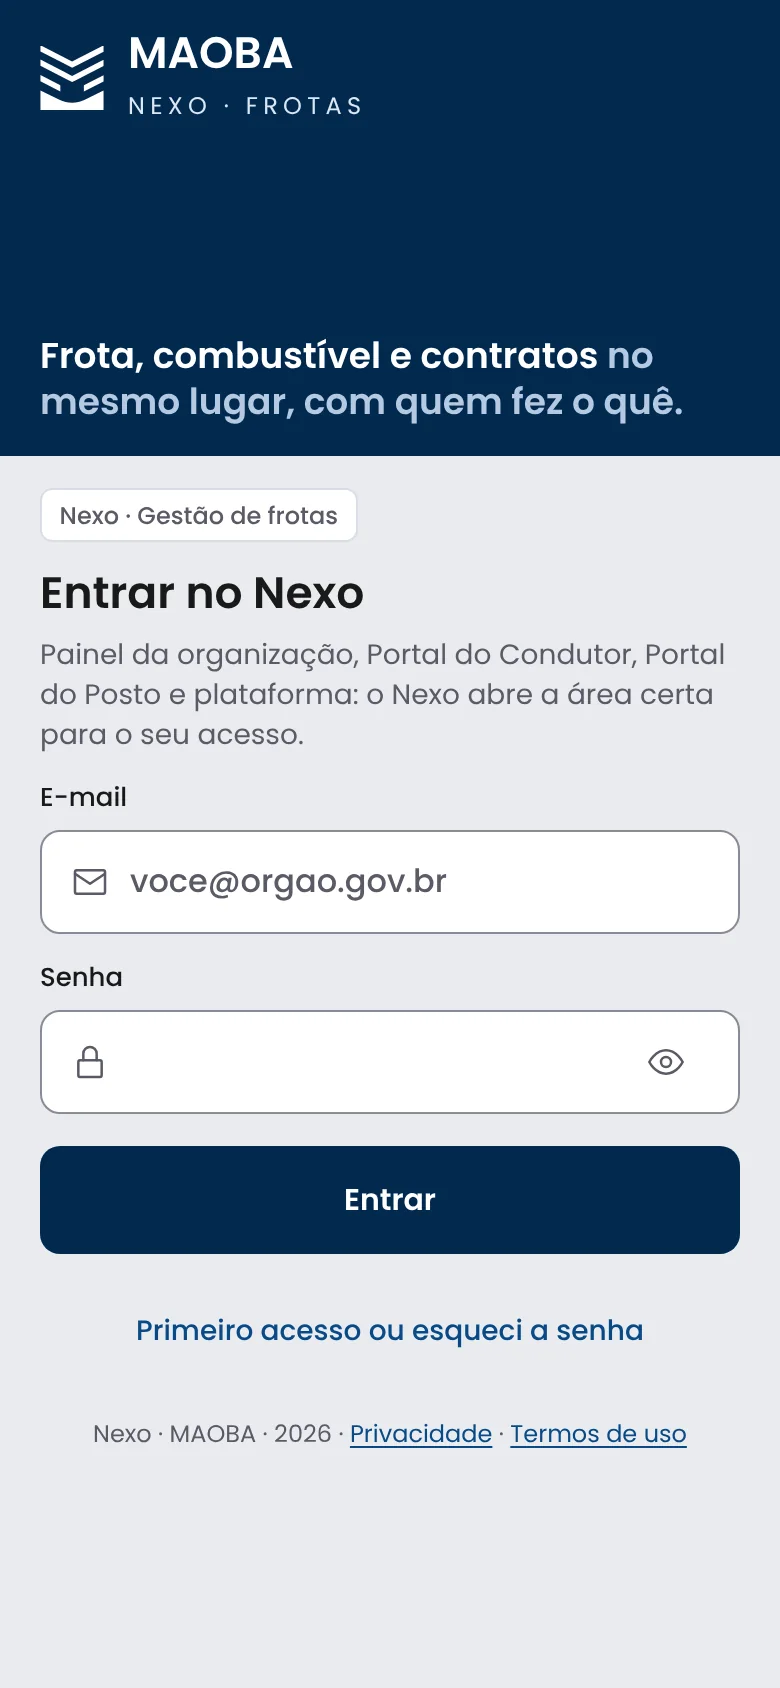 MAOBA
NEXO · FROTAS
Frota, combustível e contratos no
mesmo lugar, com quem fez o quê.
Nexo · Gestão de frotas
Entrar no Nexo
Painel da organização, Portal do Condutor, Portal
do Posto e plataforma: o Nexo abre a área certa
para o seu acesso.
E-mail
voce@orgao.gov.br
Senha
Entrar
Primeiro acesso ou esqueci a senha
Nexo · MAOBA · 2026 · Privacidade · Termos de uso